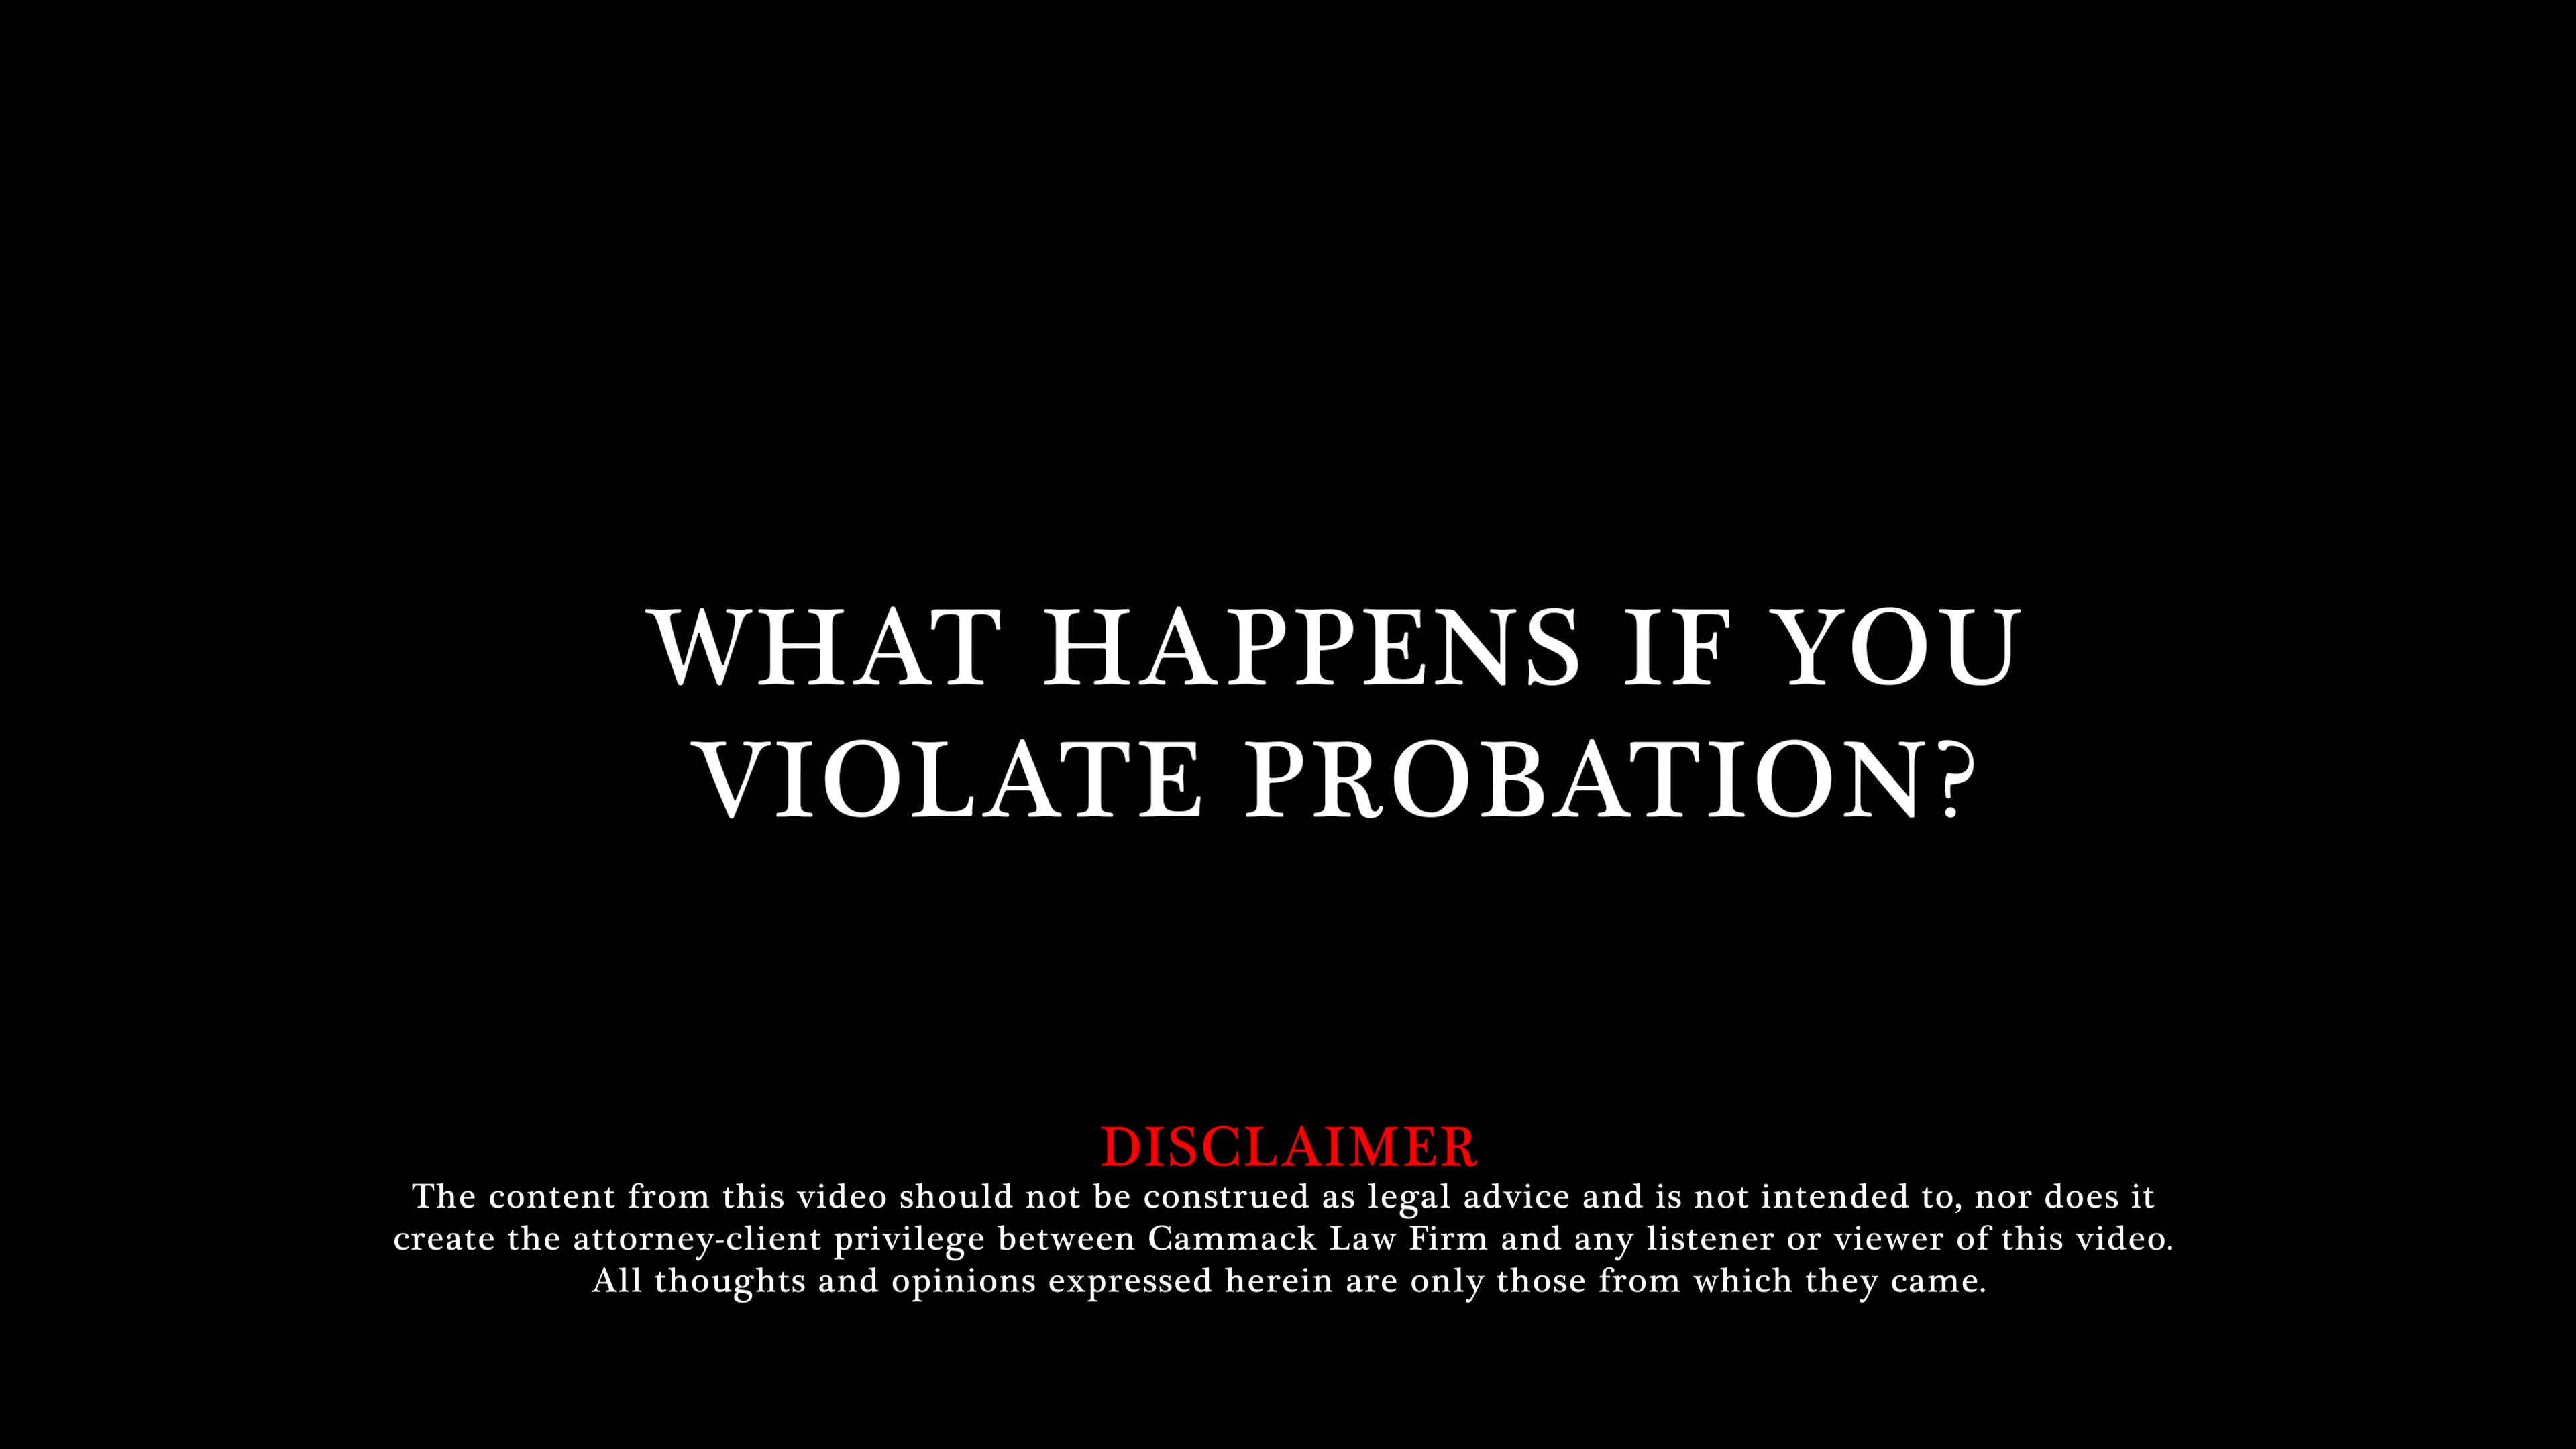 WHAT HAPPENS IF YOU
VIOLATE PROBATION?
DISCLAIMER
The content from this video should not be construed as legal advice and is not intended to, nor does it
create the attorney-client privilege between Cammack Law Firm and any listener or viewer of this video.
All thoughts and opinions expressed herein are only those from which they came.